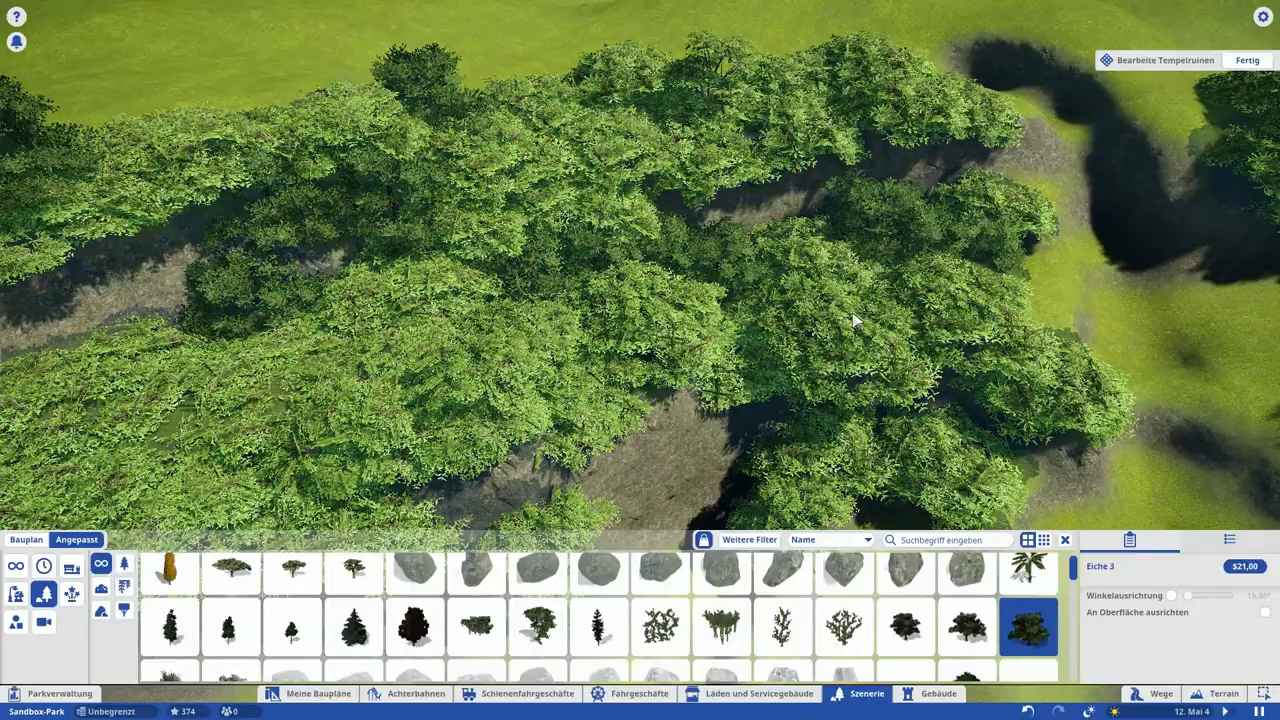 Bearbeite Tempelruinen Fertig
Bauplan Angepasst Weitere Filter Name Suchbegriff eingeben
Eiche 3 $21,00
Winkelausrichtung 15,00°
An Oberfläche ausrichten
Parkverwaltung Meine Baupläne Achterbahnen Schienenfahrgeschäfte Fahrgeschäfte Läden und Servicegebäude Szenerie Gebäude Wege Terrain
Sandbox-Park Unbegrenzt 374 0 12. Mai 4